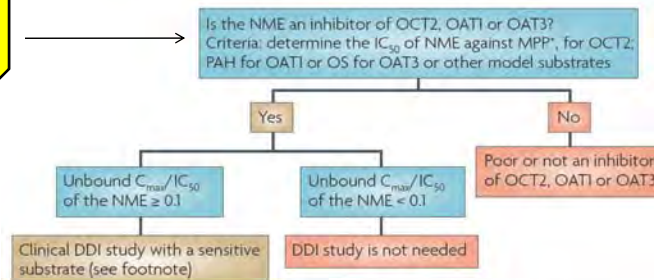 Is the NME an inhibitor of OCT2, OATI or OAT3?
Criteria: determine the IC50 of NME against MPP+, for OCT2;
PAH for OATI or OS for OAT3 or other model substrates
Yes
No
Unbound Cmax/IC50
of the NME ≥ 0.1
Unbound Cmax/IC50
of the NME < 0.1
Poor or not an inhibitor
of OCT2, OATI or OAT3
Clinical DDI study with a sensitive
substrate (see footnote)
DDI study is not needed